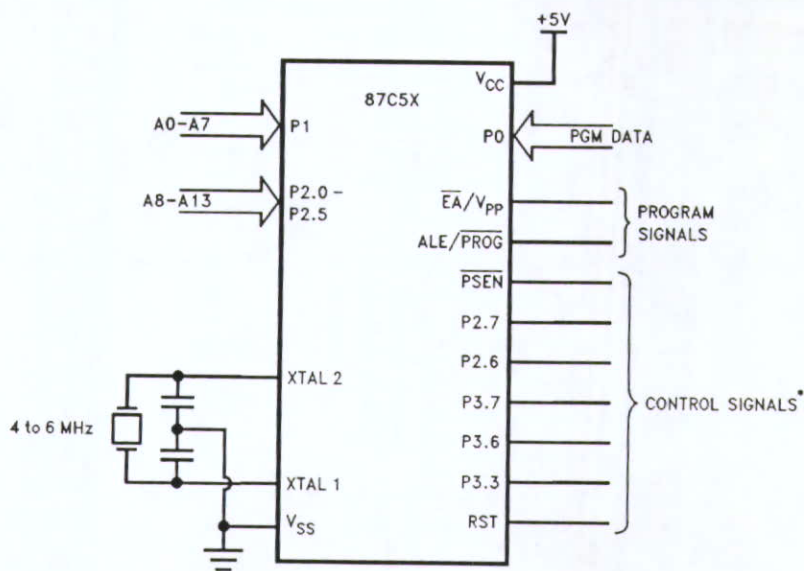 +5V
VCC
87C5X
A0-A7
P1
P0
PGM DATA
A8-A13
P2.0 -
P2.5
EA/VPP
ALE/PROG
PROGRAM
SIGNALS
PSEN
P2.7
P2.6
P3.7
P3.6
P3.3
RST
CONTROL SIGNALS*
XTAL 2
4 to 6 MHz
XTAL 1
VSS